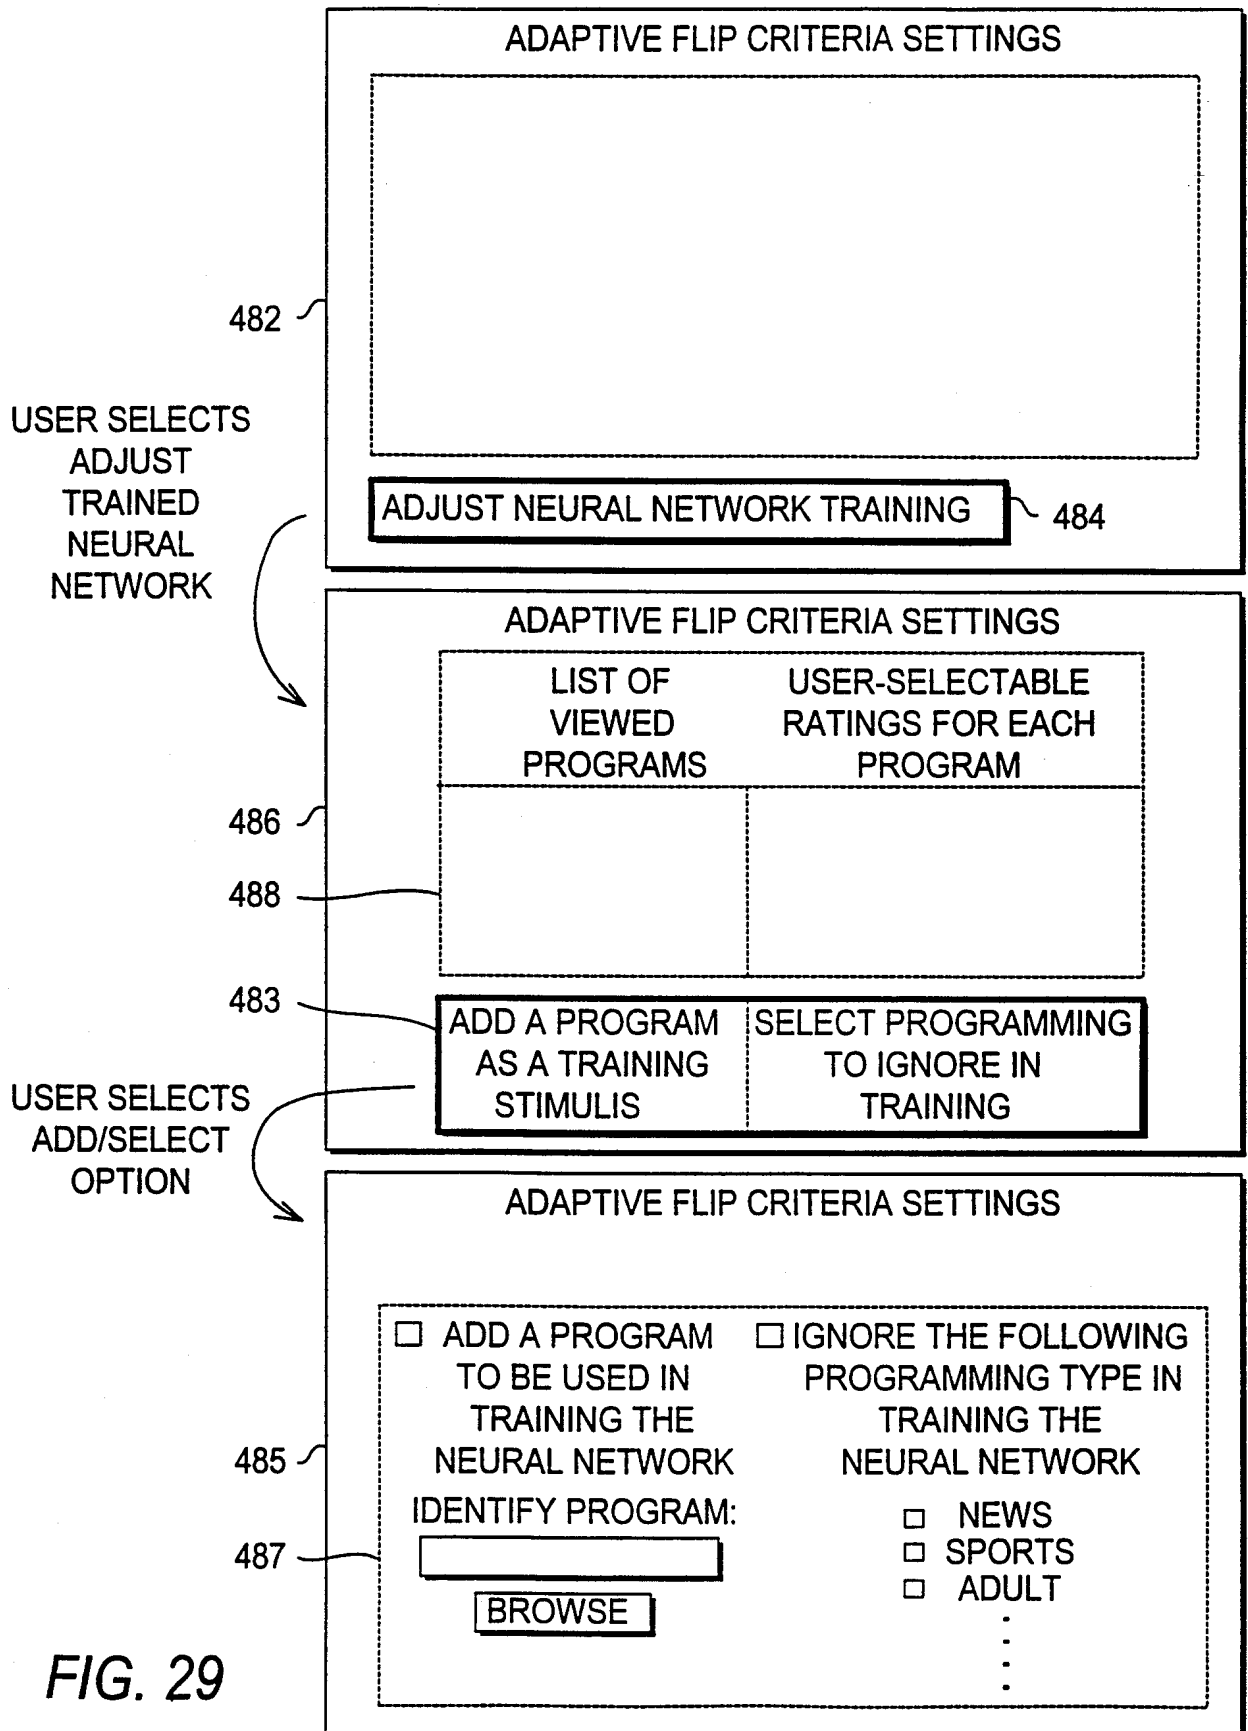 ADAPTIVE FLIP CRITERIA SETTINGS
482
USER SELECTS
ADJUST
TRAINED
NEURAL
NETWORK
ADJUST NEURAL NETWORK TRAINING
484
ADAPTIVE FLIP CRITERIA SETTINGS
LIST OF
VIEWED
PROGRAMS
USER-SELECTABLE
RATINGS FOR EACH
PROGRAM
486
488
483
ADD A PROGRAM
AS A TRAINING
STIMULIS
SELECT PROGRAMMING
TO IGNORE IN
TRAINING
USER SELECTS
ADD/SELECT
OPTION
ADAPTIVE FLIP CRITERIA SETTINGS
ADD A PROGRAM
TO BE USED IN
TRAINING THE
NEURAL NETWORK
IDENTIFY PROGRAM:
BROWSE
IGNORE THE FOLLOWING
PROGRAMMING TYPE IN
TRAINING THE
NEURAL NETWORK
NEWS
SPORTS
ADULT
485
487
FIG. 29